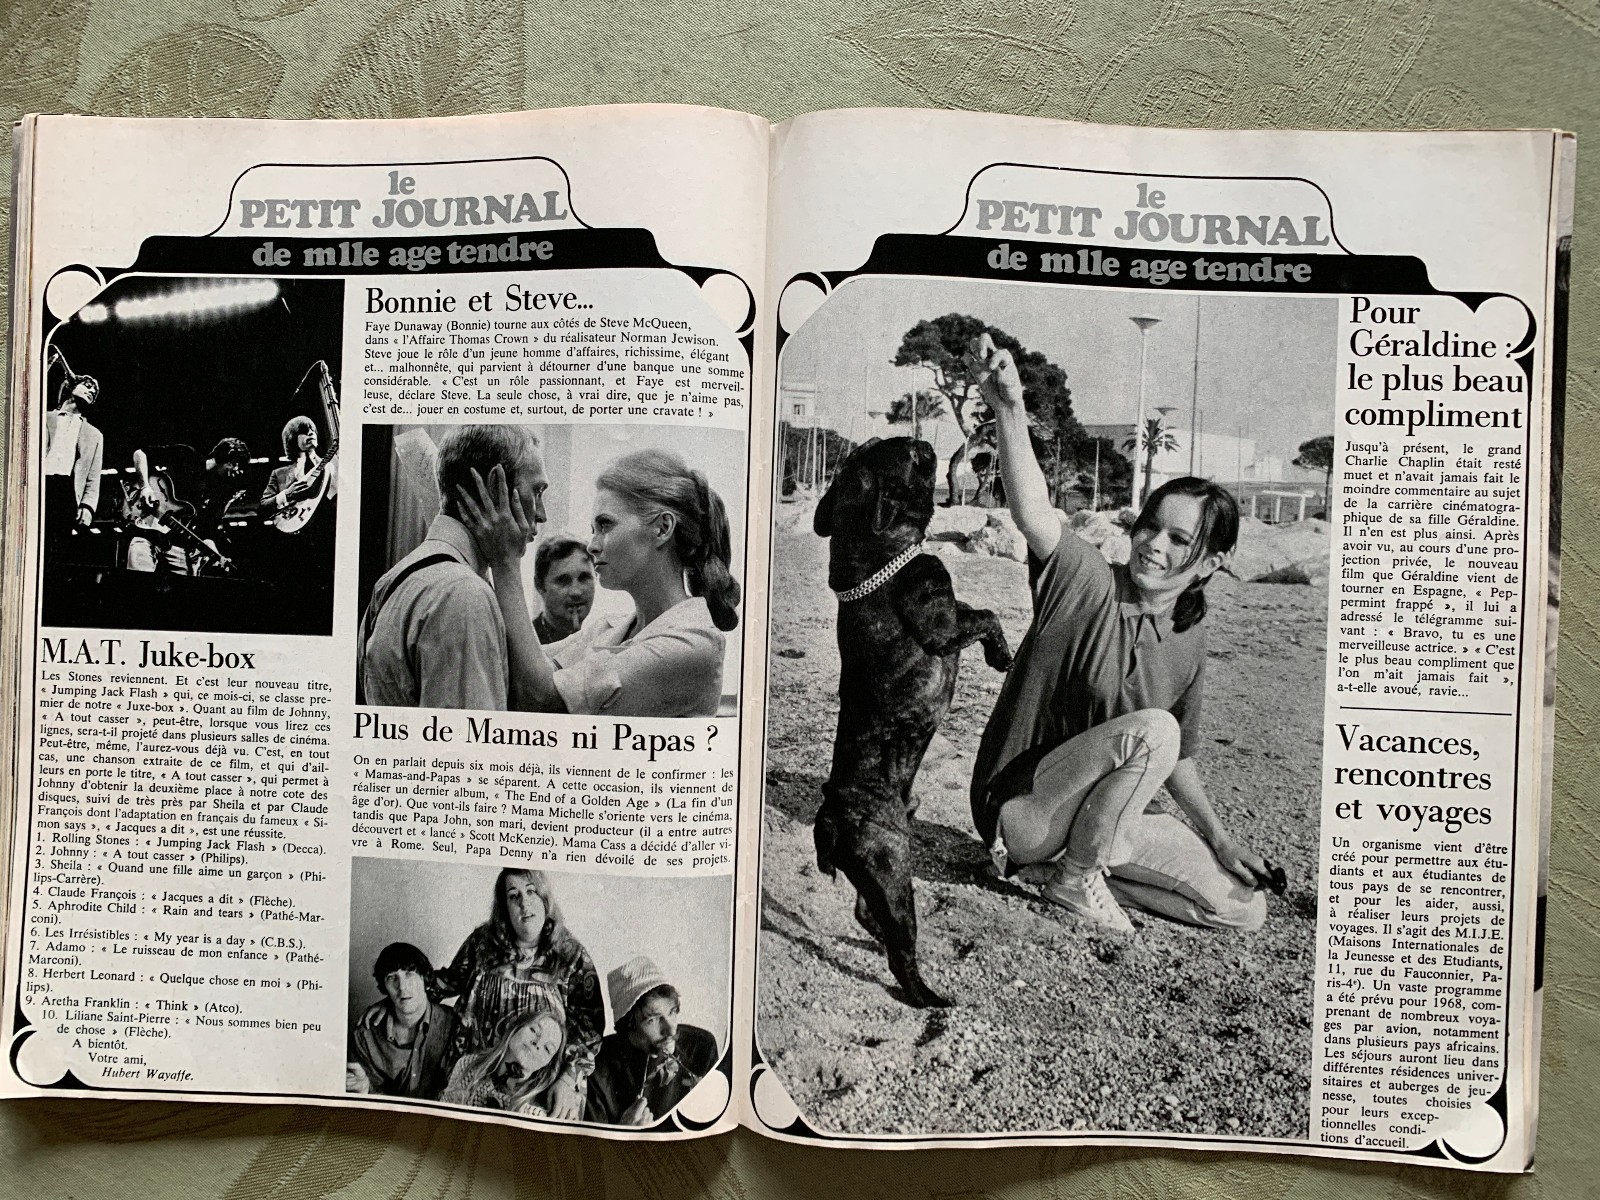 le
PETIT JOURNAL
de mlle age tendre
M.A.T. Juke-box
Les Stones reviennent. Et c'est leur nouveau titre,
« Jumping Jack Flash » qui, ce mois-ci, se classe pre-
mier de notre « Juxe-box ». Quant au film de Johnny,
« A tout casser », peut-être, lorsque vous lirez ces
lignes, sera-t-il projeté dans plusieurs salles de cinéma.
Peut-être, même, l'aurez-vous déjà vu. C'est, en tout
cas, une chanson extraite de ce film, et qui d'ail-
leurs en porte le titre, « A tout casser », qui permet à
Johnny d'obtenir la deuxième place à notre cote des
disques, suivi de très près par Sheila et par Claude
François dont l'adaptation en français du fameux « Si-
mon says », « Jacques a dit », est une réussite.
1. Rolling Stones : « Jumping Jack Flash » (Decca).
2. Johnny : « A tout casser » (Philips).
3. Sheila : « Quand une fille aime un garçon » (Phi-
lips-Carrère).
4. Claude François : « Jacques a dit » (Flèche).
5. Aphrodite Child : « Rain and tears » (Pathé-Mar-
coni).
6. Les Irrésistibles : « My year is a day » (C.B.S.).
7. Adamo : « Le ruisseau de mon enfance » (Pathé-
Marconi).
8. Herbert Leonard : « Quelque chose en moi » (Phi-
lips).
9. Aretha Franklin : « Think » (Atco).
10. Liliane Saint-Pierre : « Nous sommes bien peu
de chose » (Flèche).
A bientôt.
Votre ami,
Hubert Wayaffe.
Bonnie et Steve...
Faye Dunaway (Bonnie) tourne aux côtés de Steve McQueen,
dans « l'Affaire Thomas Crown » du réalisateur Norman Jewison.
Steve joue le rôle d'un jeune homme d'affaires, richissime, élégant
et... malhonnête, qui parvient à détourner d'une banque une somme
considérable. « C'est un rôle passionnant, et Faye est merveil-
leuse, déclare Steve. La seule chose, à vrai dire, que je n'aime pas,
c'est de... jouer en costume et, surtout, de porter une cravate ! »
Plus de Mamas ni Papas ?
On en parlait depuis six mois déjà, ils viennent de le confirmer : les
« Mamas-and-Papas » se séparent. A cette occasion, ils viennent de
réaliser un dernier album, « The End of a Golden Age » (La fin d'un
âge d'or). Que vont-ils faire ? Mama Michelle s'oriente vers le cinéma,
tandis que Papa John, son mari, devient producteur (il a entre autres
découvert et « lancé » Scott McKenzie). Mama Cass a décidé d'aller vi-
vre à Rome. Seul, Papa Denny n'a rien dévoilé de ses projets.
le
PETIT JOURNAL
de mlle age tendre
Pour
Géraldine :
le plus beau
compliment
Jusqu'à présent, le grand
Charlie Chaplin était resté
muet et n'avait jamais fait le
moindre commentaire au sujet
de la carrière cinématogra-
phique de sa fille Géraldine.
Il n'en est plus ainsi. Après
avoir vu, au cours d'une pro-
jection privée, le nouveau
film que Géraldine vient de
tourner en Espagne, « Pep-
permint frappé », il lui a
adressé le télégramme sui-
vant : « Bravo, tu es une
merveilleuse actrice. » « C'est
le plus beau compliment que
l'on m'ait jamais fait »,
a-t-elle avoué, ravie...
Vacances,
rencontres
et voyages
Un organisme vient d'être
créé pour permettre aux étu-
diants et aux étudiantes de
tous pays de se rencontrer,
et pour les aider, aussi,
à réaliser leurs projets de
voyages. Il s'agit des M.I.J.E.
(Maisons Internationales de
la Jeunesse et des Etudiants,
11, rue du Fauconnier, Pa-
ris-4e). Un vaste programme
a été prévu pour 1968, com-
prenant de nombreux voya-
ges par avion, notamment
dans plusieurs pays africains.
Les séjours auront lieu dans
différentes résidences univer-
sitaires et auberges de jeu-
nesse, toutes choisies
pour leurs excep-
tionnelles condi-
tions d'accueil.